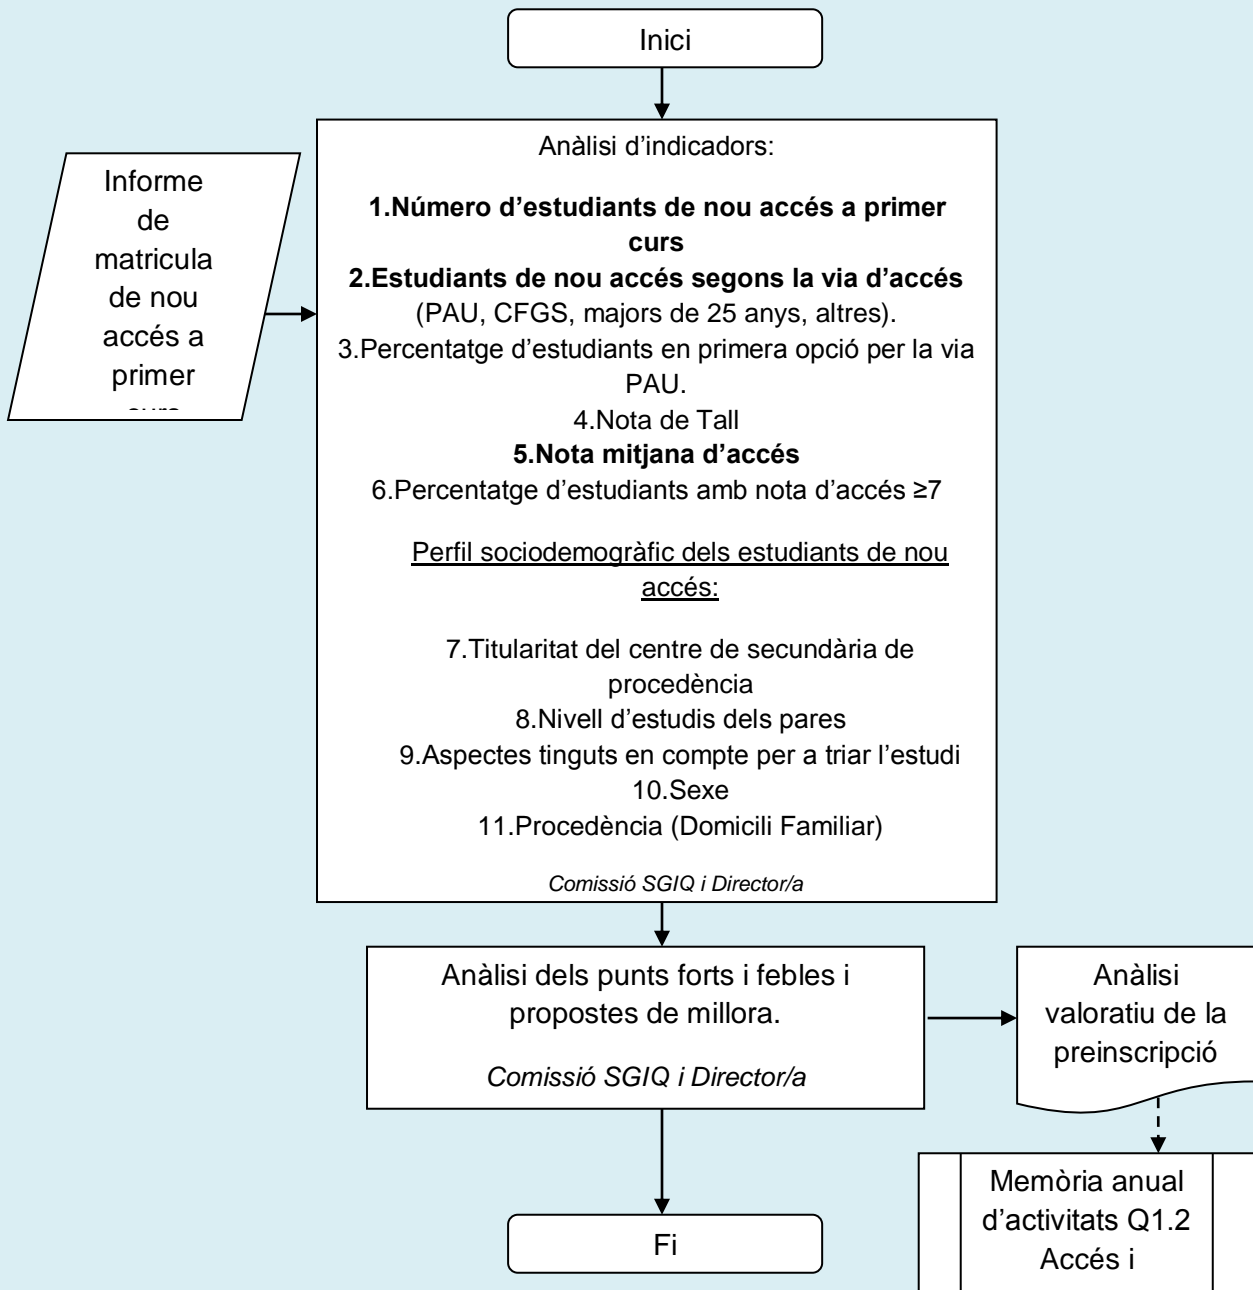 Inici
Informe
de
matricula
de nou
accés a
primer
Anàlisi d’indicadors:
1.Número d’estudiants de nou accés a primer
curs
2.Estudiants de nou accés segons la via d’accés
(PAU, CFGS, majors de 25 anys, altres).
3.Percentatge d’estudiants en primera opció per la via
PAU.
4.Nota de Tall
5.Nota mitjana d’accés
6.Percentatge d’estudiants amb nota d’accés ≥7
Perfil sociodemogràfic dels estudiants de nou
accés:
7.Titularitat del centre de secundària de
procedència
8.Nivell d’estudis dels pares
9.Aspectes tinguts en compte per a triar l’estudi
10.Sexe
11.Procedència (Domicili Familiar)
Comissió SGIQ i Director/a
Anàlisi dels punts forts i febles i
propostes de millora.
Comissió SGIQ i Director/a
Anàlisi
valoratiu de la
preinscripció
Memòria anual
d’activitats Q1.2
Accés i
Fi